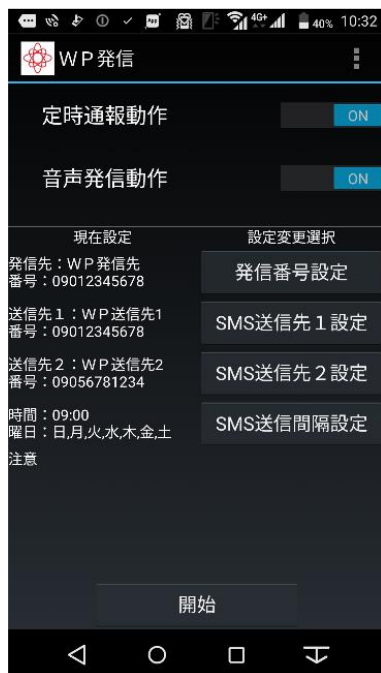 4G+ 40% 10:32
WP発信
定時通報動作 ON
音声発信動作 ON
現在設定 設定変更選択
発信先：WP発信先
番号：09012345678
発信番号設定
送信先１：WP送信先1
番号：09012345678
SMS送信先１設定
送信先２：WP送信先2
番号：09056781234
SMS送信先２設定
時間：09:00
曜日：日,月,火,水,木,金,土
SMS送信間隔設定
注意
開始